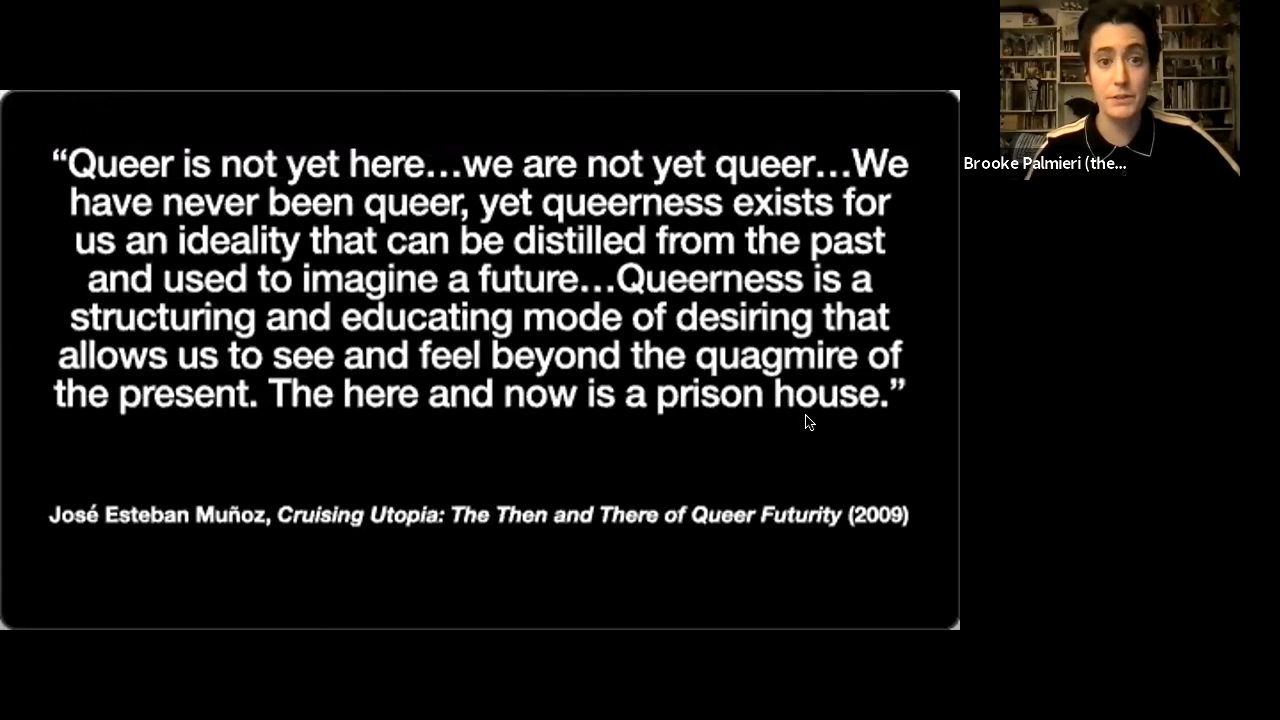 “Queer is not yet here…we are not yet queer…We
have never been queer, yet queerness exists for
us an ideality that can be distilled from the past
and used to imagine a future…Queerness is a
structuring and educating mode of desiring that
allows us to see and feel beyond the quagmire of
the present. The here and now is a prison house.”
José Esteban Muñoz, Cruising Utopia: The Then and There of Queer Futurity (2009)
Brooke Palmieri (the...